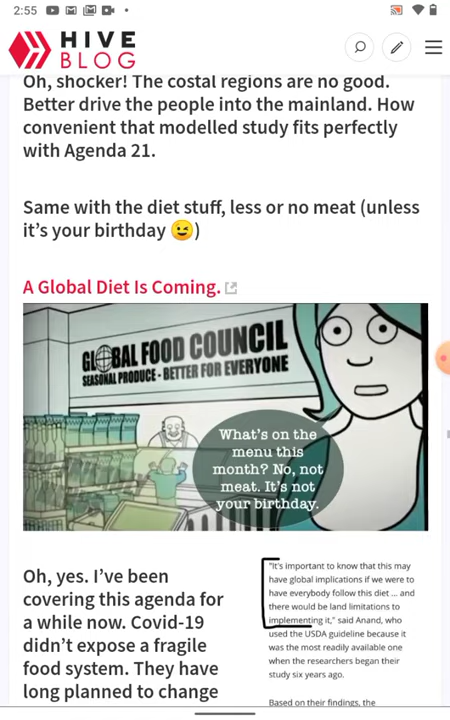 2:55
HIVE
BLOG
Oh, shocker! The costal regions are no good.
Better drive the people into the mainland. How
convenient that modelled study fits perfectly
with Agenda 21.
Same with the diet stuff, less or no meat (unless
it's your birthday 😉)
A Global Diet Is Coming.
GLOBAL FOOD COUNCIL
SEASONAL PRODUCE - BETTER FOR EVERYONE
What's on the
menu this
month? No, not
meat. It's not
your birthday.
Oh, yes. I've been
covering this agenda for
a while now. Covid-19
didn't expose a fragile
food system. They have
long planned to change
"It's important to know that this may
have global implications if we were to
have everybody follow this diet ... and
there would be land limitations to
implementing it," said Anand, who
used the USDA guideline because it
was the most readily available one
when the researchers began their
study six years ago.
Based on their findings, the